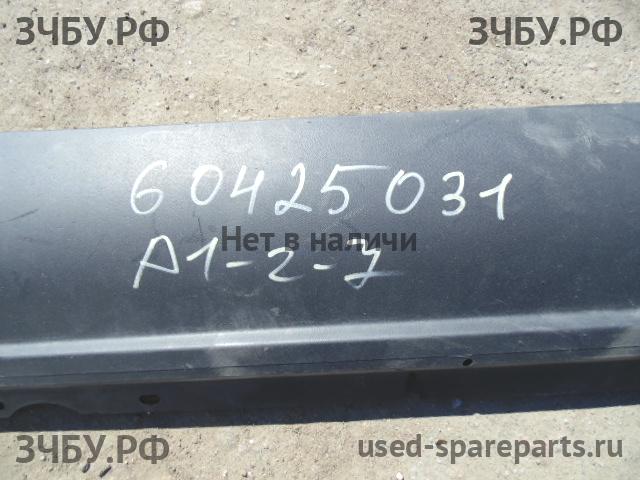 ЗЧБУ.РФ ЗЧБУ.РФ
60425031
Нет в наличи
A1-2-7
ЗЧБУ.РФ used-spareparts.ru